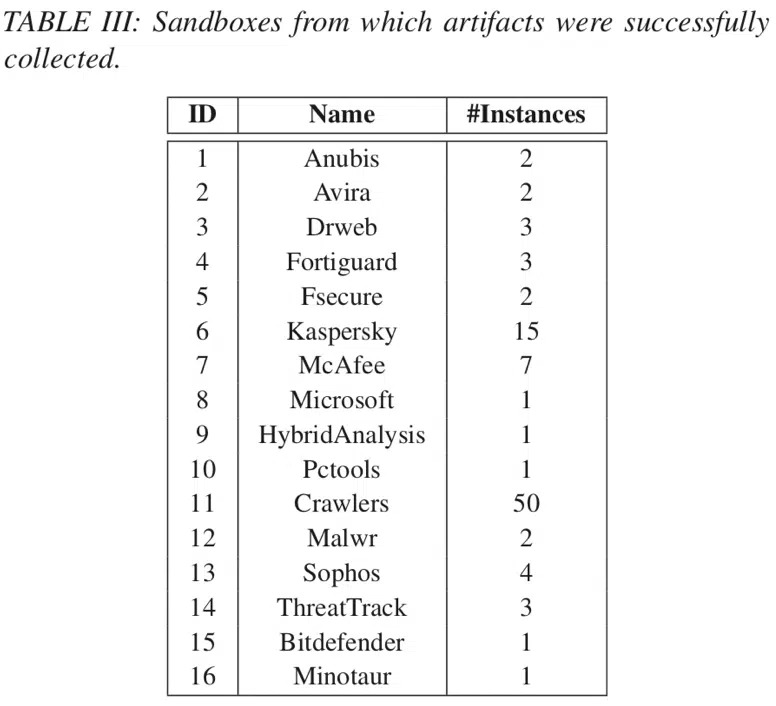 TABLE III: Sandboxes from which artifacts were successfully
collected.
ID Name #Instances
1 Anubis 2
2 Avira 2
3 Drweb 3
4 Fortiguard 3
5 Fsecure 2
6 Kaspersky 15
7 McAfee 7
8 Microsoft 1
9 HybridAnalysis 1
10 Pctools 1
11 Crawlers 50
12 Malwr 2
13 Sophos 4
14 ThreatTrack 3
15 Bitdefender 1
16 Minotaur 1